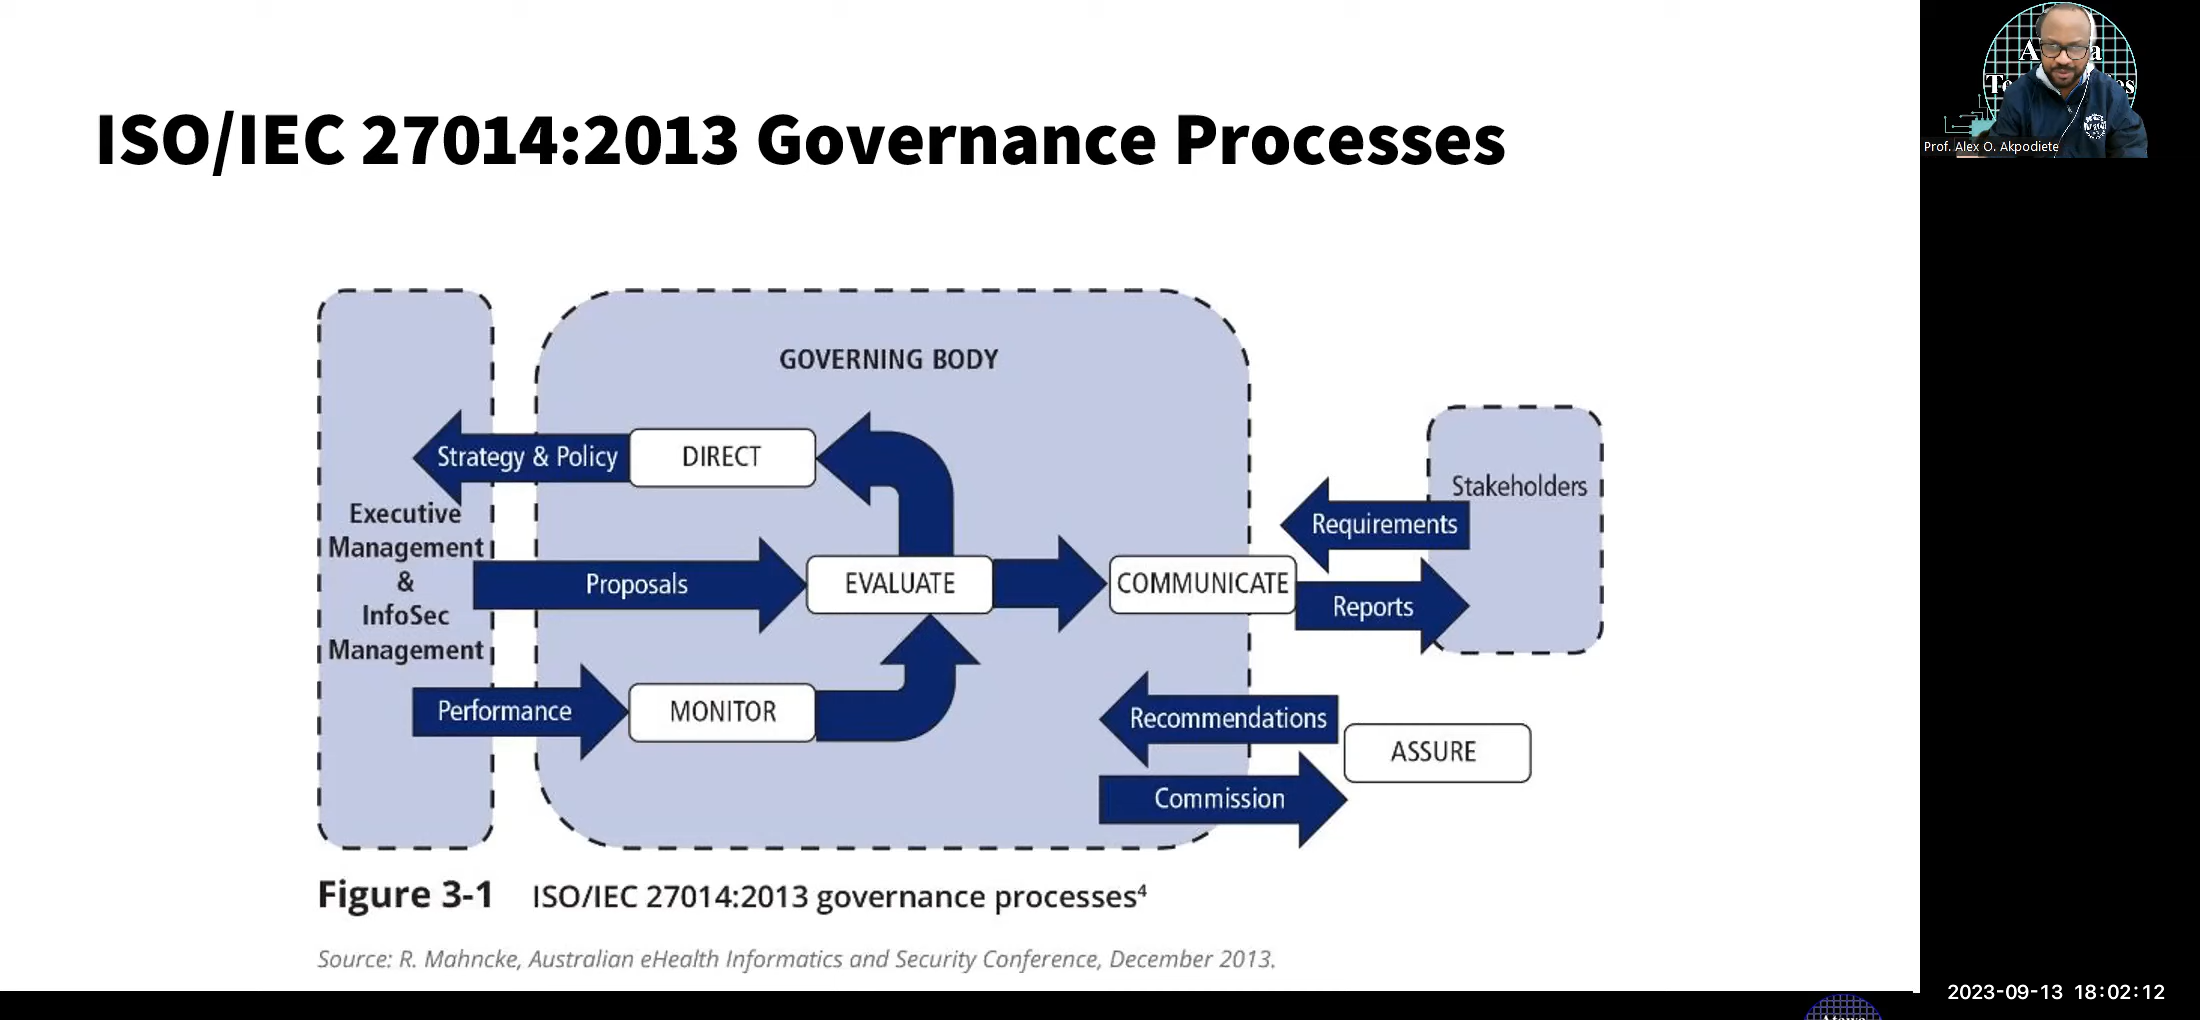 ISO/IEC 27014:2013 Governance Processes
Prof. Alex O. Akpodiete
GOVERNING BODY
Strategy & Policy
DIRECT
Executive
Management
&
InfoSec
Management
Stakeholders
Requirements
Proposals
EVALUATE
COMMUNICATE
Reports
Performance
MONITOR
Recommendations
ASSURE
Commission
Figure 3-1 ISO/IEC 27014:2013 governance processes⁴
Source: R. Mahncke, Australian eHealth Informatics and Security Conference, December 2013.
2023-09-13 18:02:12